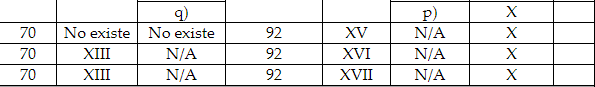 q) p) X
70 No existe No existe 92 XV N/A X
70 XIII N/A 92 XVI N/A X
70 XIII N/A 92 XVII N/A X